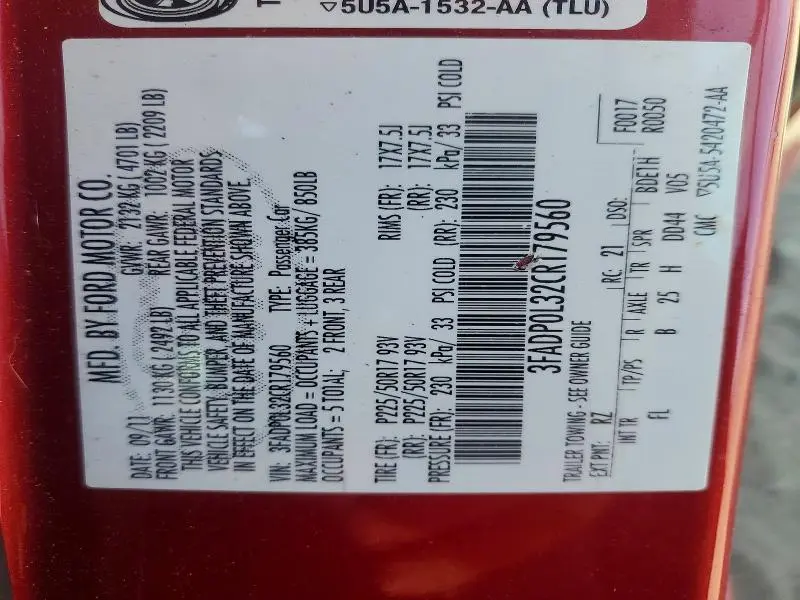 ▽5U5A-1532-AA (TLU)
MFD. BY FORD MOTOR CO.
DATE: 09/11 GVWR: 2132 KG ( 4701 LB)
FRONT GAWR: 1130 KG ( 2492 LB) REAR GAWR: 1002 KG ( 2209 LB)
THIS VEHICLE CONFORMS TO ALL APPLICABLE FEDERAL MOTOR
VEHICLE SAFETY, BUMPER, AND THEFT PREVENTION STANDARDS
IN EFFECT ON THE DATE OF MANUFACTURE SHOWN ABOVE.
VIN: 3FADP0L32CR179560 TYPE: Passenger Car
MAXIMUM LOAD = OCCUPANTS + LUGGAGE = 385KG/ 850LB
OCCUPANTS = 5 TOTAL; 2 FRONT, 3 REAR
TIRE (FR): P225/50R17 93V RIMS (FR): 17X7.5J
(RR): P225/50R17 93V (RR): 17X7.5J
PRESSURE (FR): 230 kPa/ 33 PSI COLD (RR): 230 kPa/ 33 PSI COLD
3FADP0L32CR179560
TRAILER TOWING - SEE OWNER GUIDE F0017
R0050
EXT PNT: RZ RC: 21 DSO:
INT TR TP/PS R AXLE TR SPR BDE1H
FL B 25 H DD44 V05
CMC ▽5U5A-5420472-AA